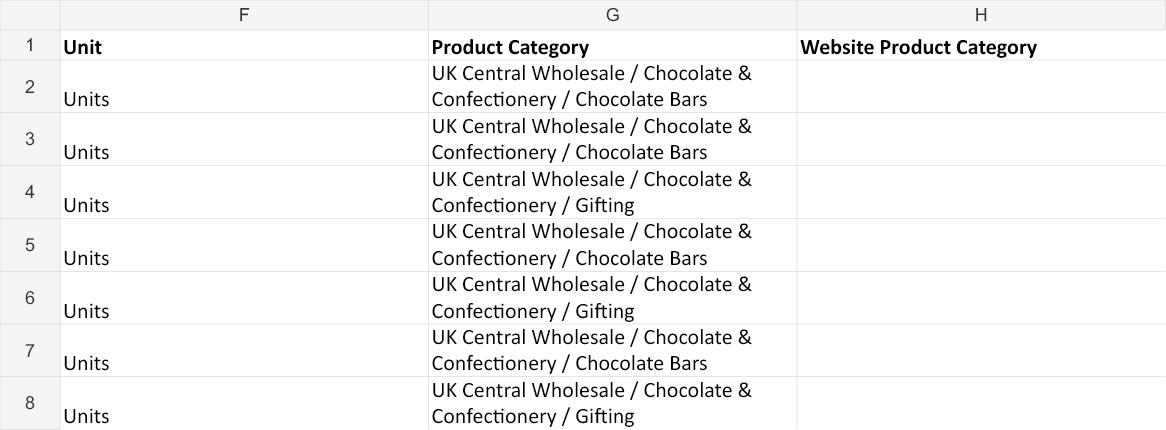 F G H
1 Unit Product Category Website Product Category
UK Central Wholesale / Chocolate &
2 Units Confectionery / Chocolate Bars
UK Central Wholesale / Chocolate &
3 Units Confectionery / Chocolate Bars
UK Central Wholesale / Chocolate &
4 Units Confectionery / Gifting
UK Central Wholesale / Chocolate &
5 Units Confectionery / Chocolate Bars
UK Central Wholesale / Chocolate &
6 Units Confectionery / Gifting
UK Central Wholesale / Chocolate &
7 Units Confectionery / Chocolate Bars
UK Central Wholesale / Chocolate &
8 Units Confectionery / Gifting